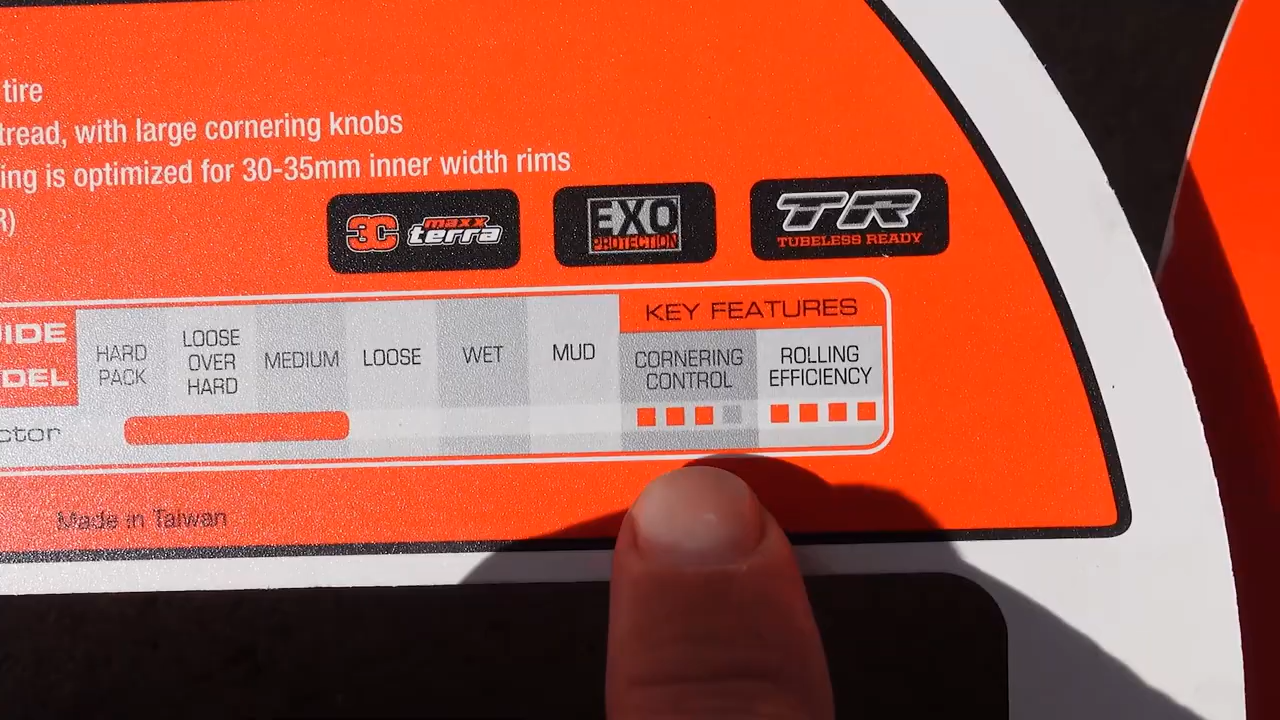 tire
tread, with large cornering knobs
ing is optimized for 30-35mm inner width rims
R)
3C maxx terra
EXO PROTECTION
TR TUBELESS READY
UIDE
DEL
HARD PACK
LOOSE OVER HARD
MEDIUM
LOOSE
WET
MUD
KEY FEATURES
CORNERING CONTROL
ROLLING EFFICIENCY
ctor
Made in Taiwan